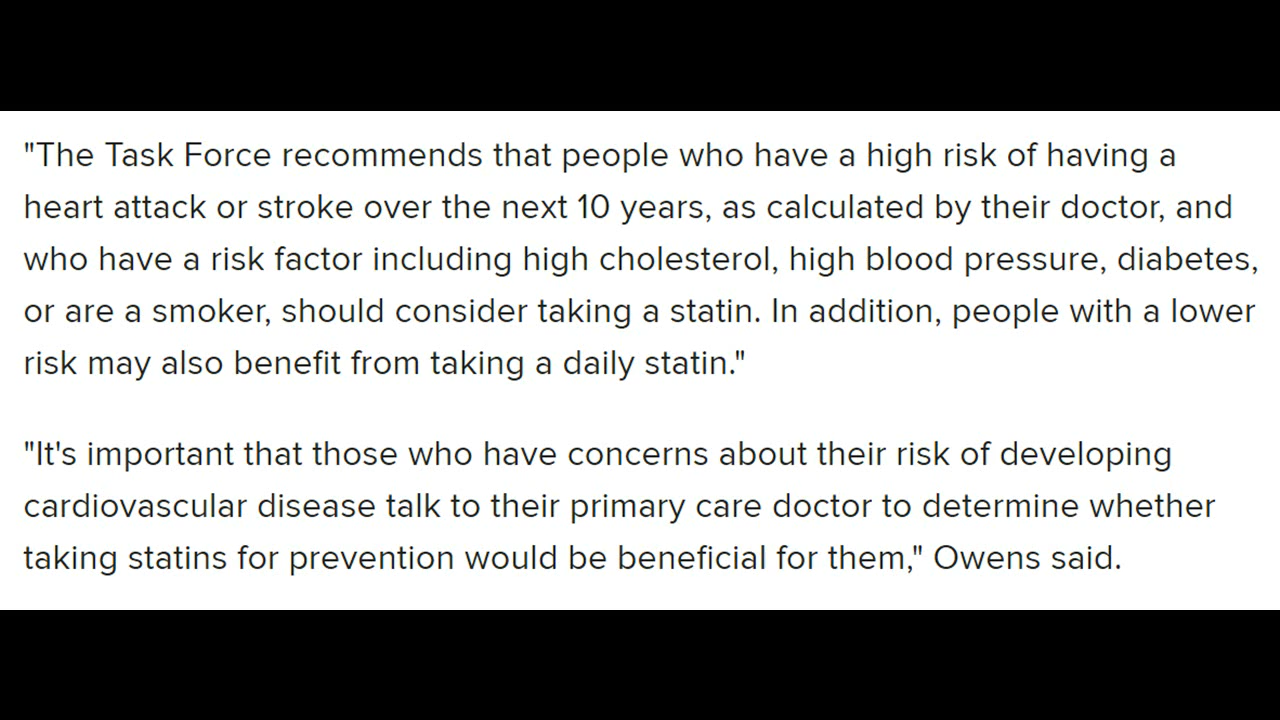 "The Task Force recommends that people who have a high risk of having a
heart attack or stroke over the next 10 years, as calculated by their doctor, and
who have a risk factor including high cholesterol, high blood pressure, diabetes,
or are a smoker, should consider taking a statin. In addition, people with a lower
risk may also benefit from taking a daily statin."
"It's important that those who have concerns about their risk of developing
cardiovascular disease talk to their primary care doctor to determine whether
taking statins for prevention would be beneficial for them," Owens said.